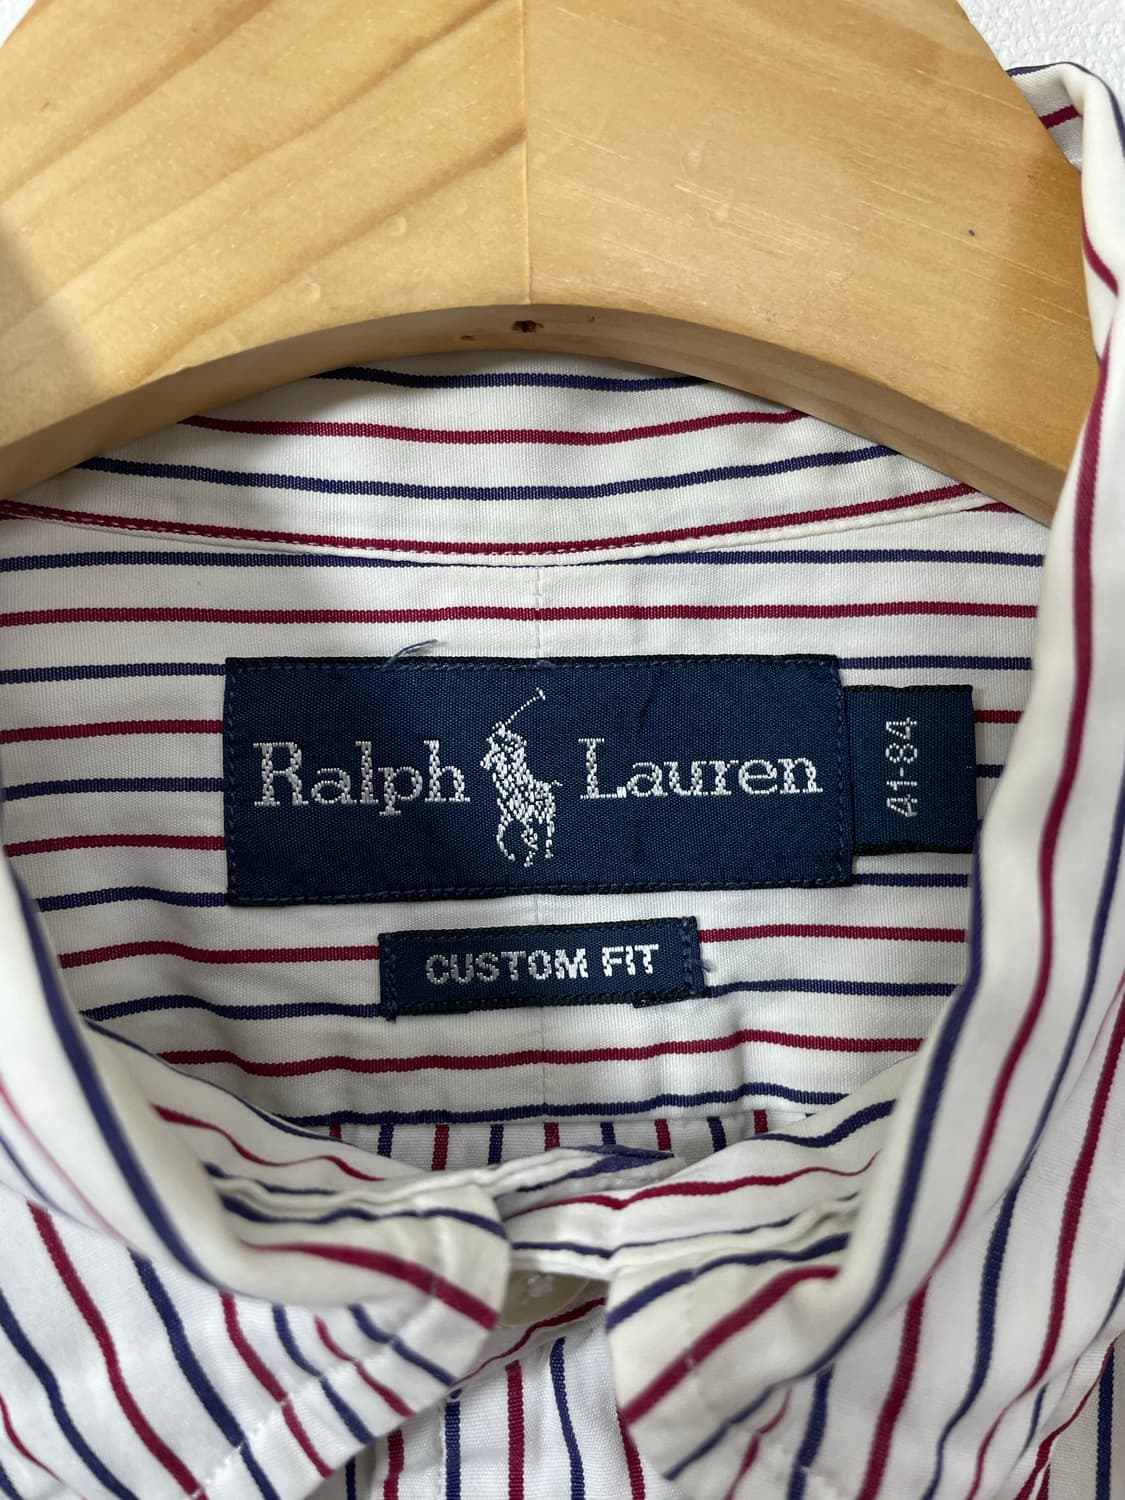 Ralph Lauren
41-84
CUSTOM FIT